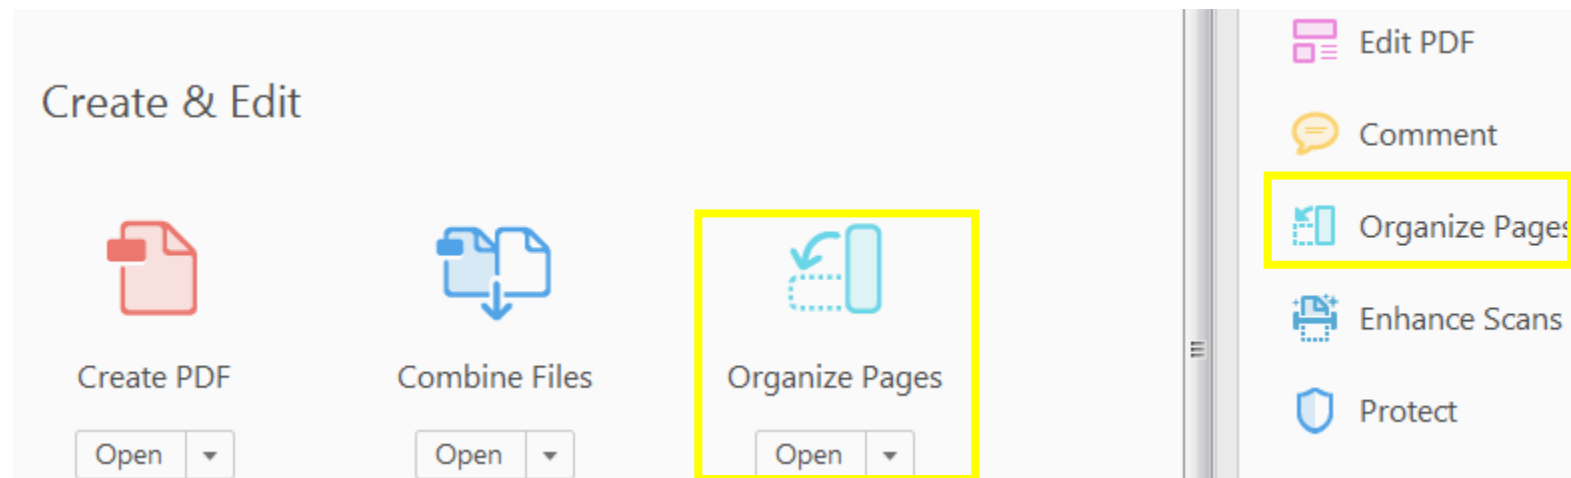 Create & Edit
Create PDF
Combine Files
Organize Pages
Open
Open
Open
Edit PDF
Comment
Organize Pages
Enhance Scans
Protect